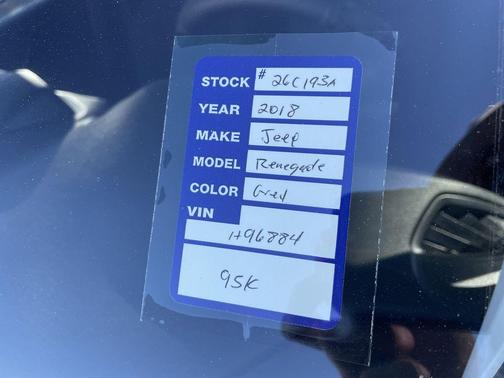 STOCK # 26C193A
YEAR 2018
MAKE Jeep
MODEL Renegade
COLOR Grey
VIN
H96884
95K